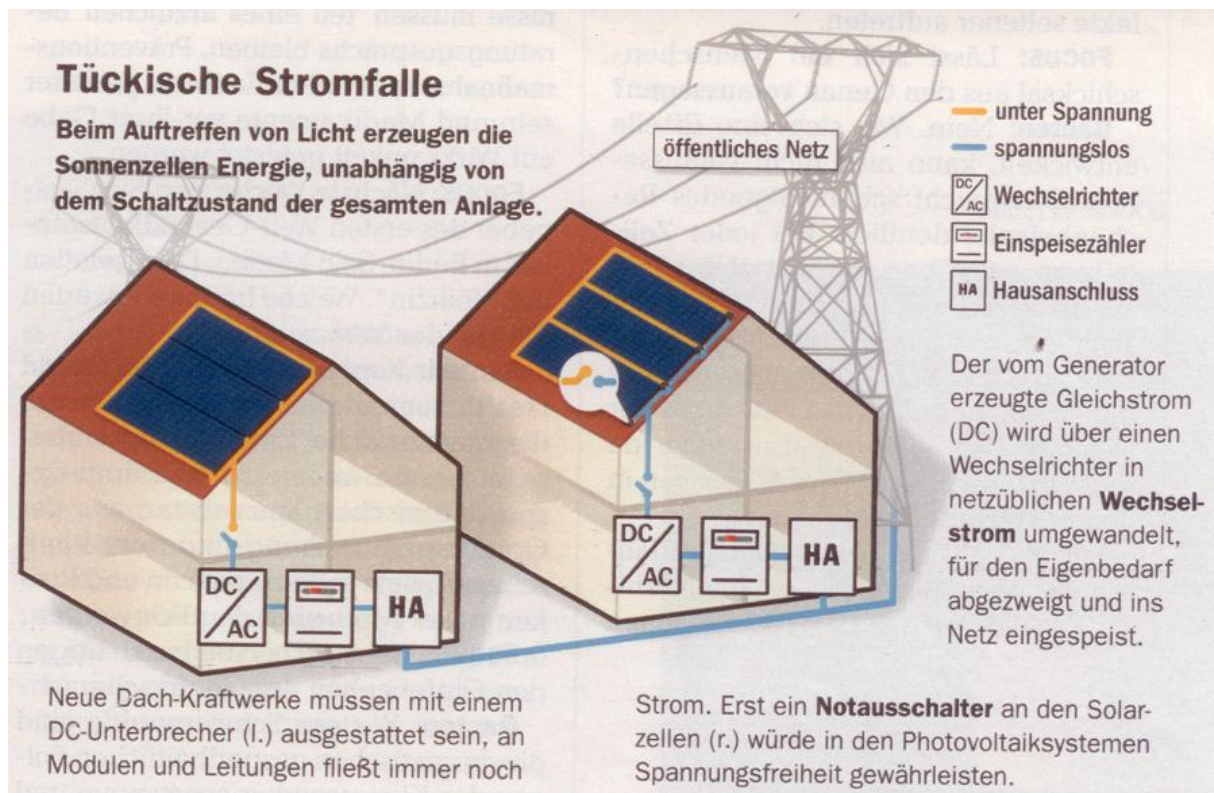 Tückische Stromfalle
Beim Auftreffen von Licht erzeugen die
Sonnenzellen Energie, unabhängig von
dem Schaltzustand der gesamten Anlage.
öffentliches Netz
unter Spannung
spannungslos
DC/AC Wechselrichter
Einspeisezähler
HA Hausanschluss
Der vom Generator
erzeugte Gleichstrom
(DC) wird über einen
Wechselrichter in
netzüblichen Wechsel-
strom umgewandelt,
für den Eigenbedarf
abgezweigt und ins
Netz eingespeist.
DC
AC
HA
DC
AC
HA
Neue Dach-Kraftwerke müssen mit einem
DC-Unterbrecher (l.) ausgestattet sein, an
Modulen und Leitungen fließt immer noch
Strom. Erst ein Notausschalter an den Solar-
zellen (r.) würde in den Photovoltaiksystemen
Spannungsfreiheit gewährleisten.